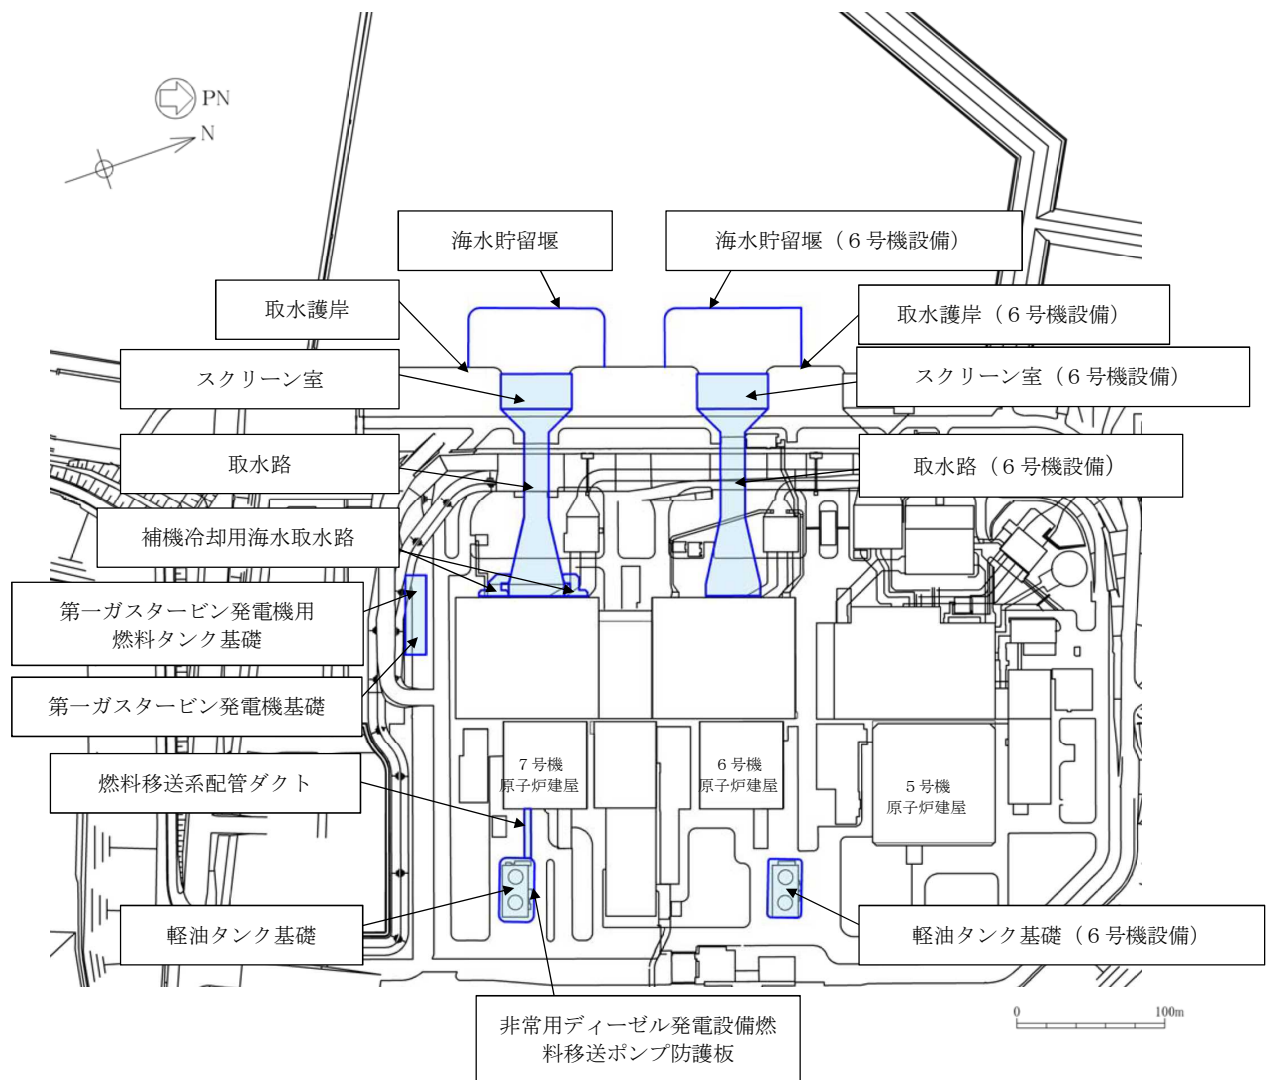 PN
N
海水貯留堰
海水貯留堰（６号機設備）
取水護岸
取水護岸（６号機設備）
スクリーン室
スクリーン室（６号機設備）
取水路
取水路（６号機設備）
補機冷却用海水取水路
第一ガスタービン発電機用
燃料タンク基礎
第一ガスタービン発電機基礎
燃料移送系配管ダクト
７号機
原子炉建屋
６号機
原子炉建屋
５号機
原子炉建屋
軽油タンク基礎
軽油タンク基礎（６号機設備）
非常用ディーゼル発電設備燃
料移送ポンプ防護板
0 100m